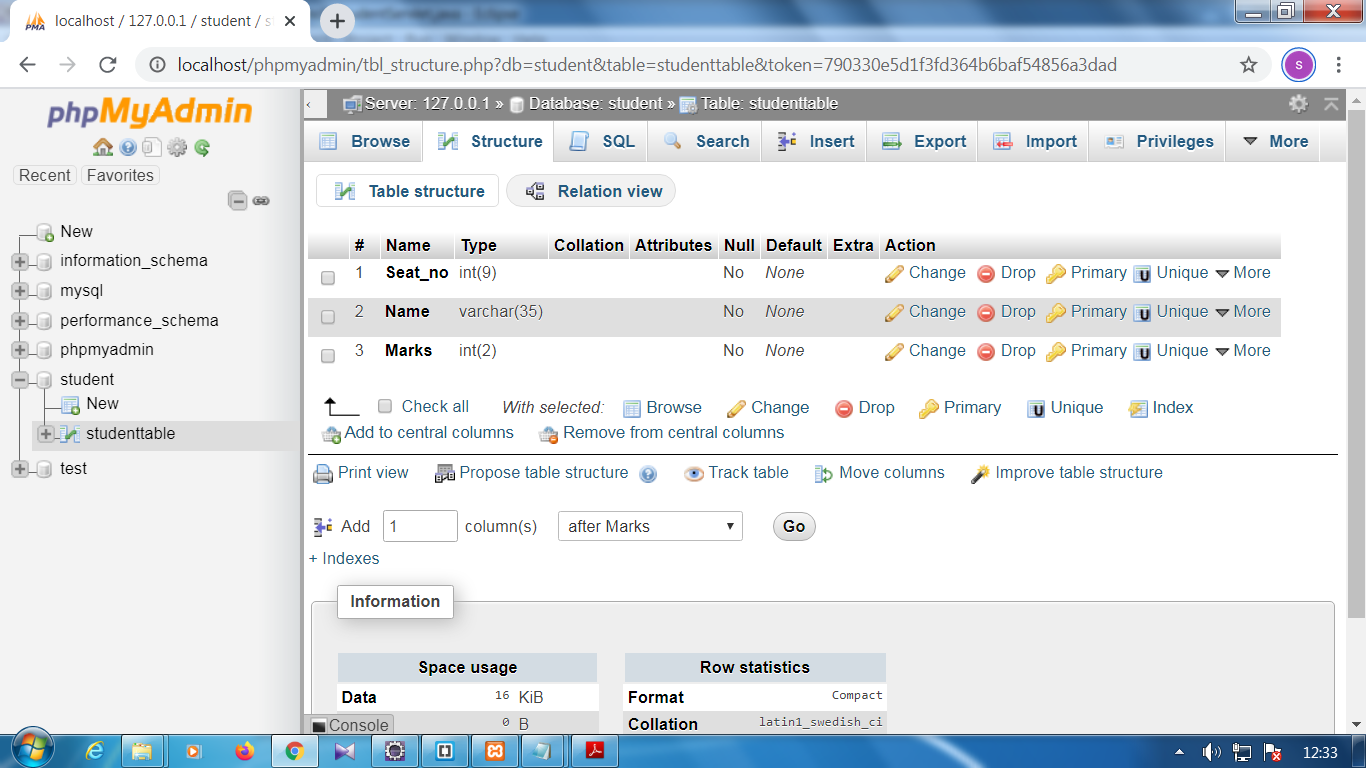 localhost / 127.0.0.1 / student / s
localhost/phpmyadmin/tbl_structure.php?db=student&table=studenttable&token=790330e5d1f3fd364b6baf54856a3dad
S
PMA
phpMyAdmin
Recent Favorites
New
information_schema
mysql
performance_schema
phpmyadmin
student
New
studenttable
test
Server: 127.0.0.1 » Database: student » Table: studenttable
Browse Structure SQL Search Insert Export Import Privileges More
Table structure Relation view
# Name Type Collation Attributes Null Default Extra Action
1 Seat_no int(9) No None Change Drop Primary Unique More
2 Name varchar(35) No None Change Drop Primary Unique More
3 Marks int(2) No None Change Drop Primary Unique More
Check all With selected: Browse Change Drop Primary Unique Index
Add to central columns Remove from central columns
Print view Propose table structure Track table Move columns Improve table structure
Add 1 column(s) after Marks Go
+ Indexes
Information
Space usage Row statistics
Data 16 KiB Format Compact
0 B Collation latin1_swedish_ci
Console
12:33